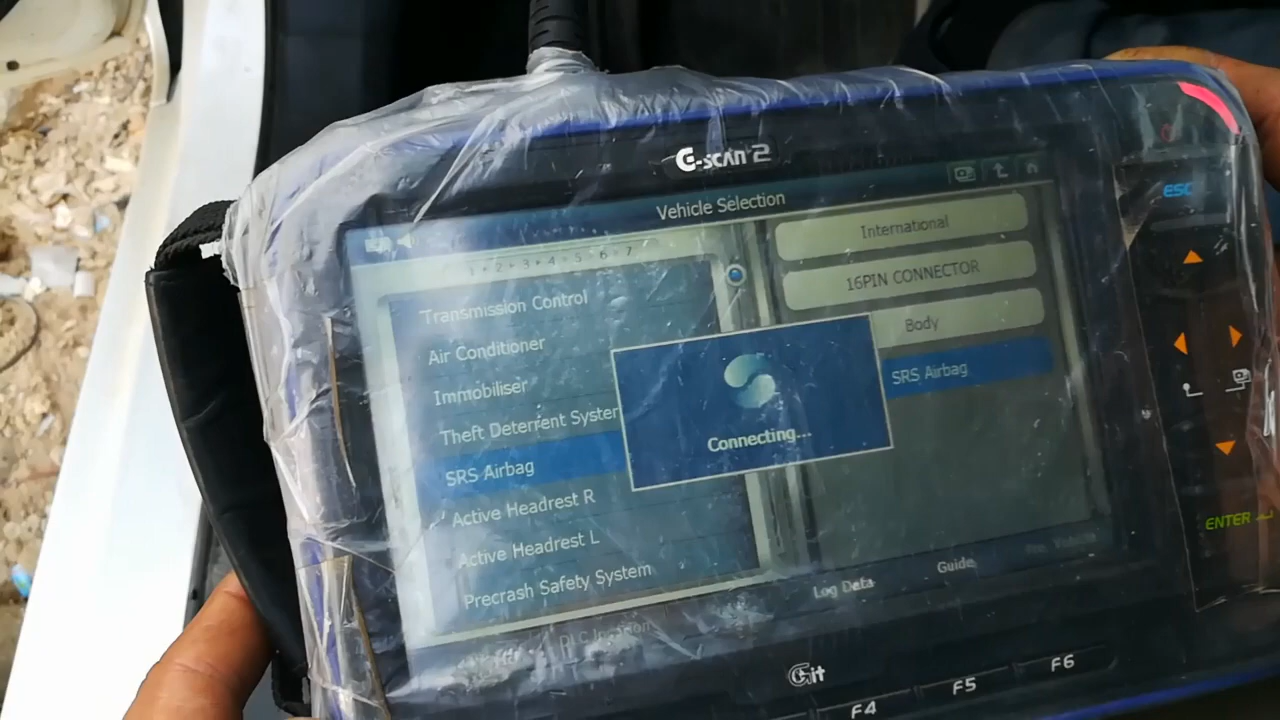 G-SCAN 2
Vehicle Selection
1 2 3 4 5 6 7
Transmission Control
Air Conditioner
Immobiliser
Theft Deterrent Syster
SRS Airbag
Active Headrest R
Active Headrest L
Precrash Safety System
International
16PIN CONNECTOR
Body
SRS Airbag
Connecting...
DLC
Log Data
Guide
Git
F4
F5
F6
ESC
ENTER